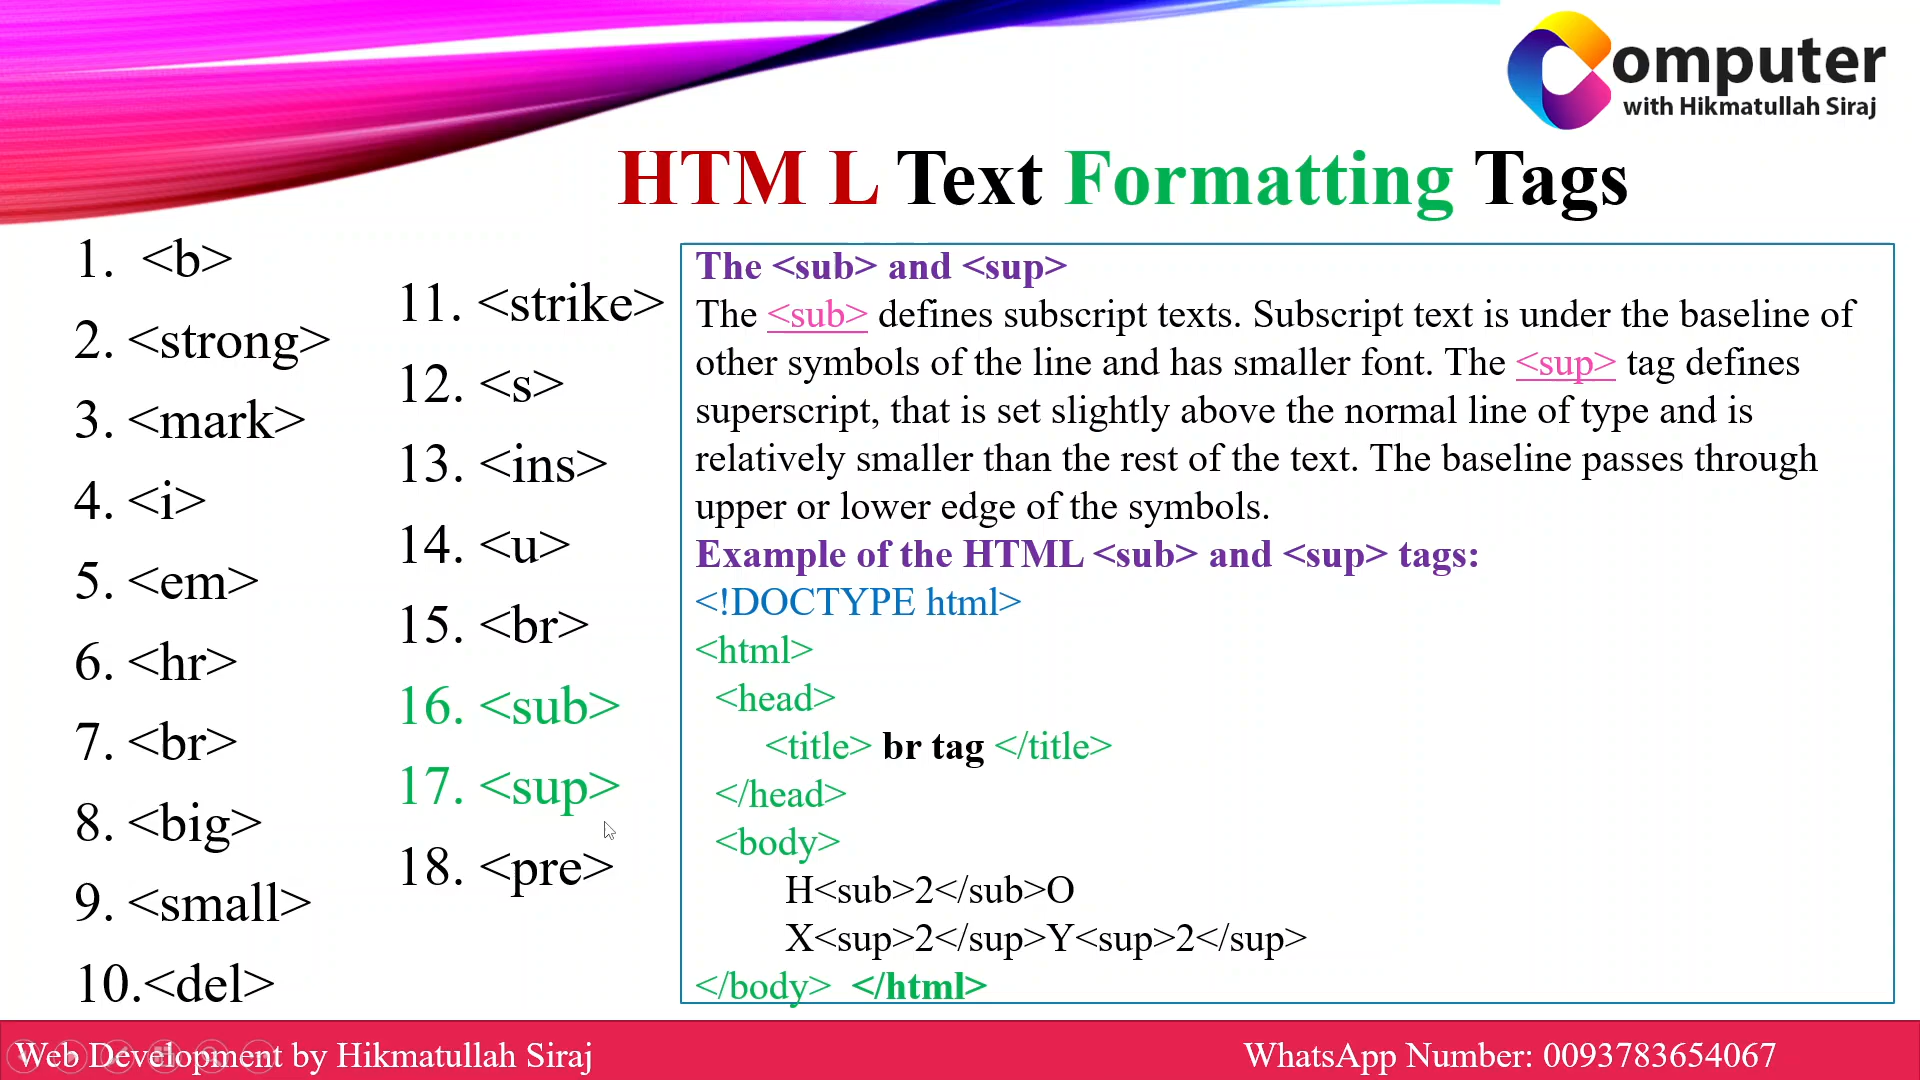 omputer
with Hikmatullah Siraj
HTM L Text Formatting Tags
1. <b>
2. <strong>
3. <mark>
4. <i>
5. <em>
6. <hr>
7. <br>
8. <big>
9. <small>
10.<del>
11. <strike>
12. <s>
13. <ins>
14. <u>
15. <br>
16. <sub>
17. <sup>
18. <pre>
The <sub> and <sup>
The <sub> defines subscript texts. Subscript text is under the baseline of
other symbols of the line and has smaller font. The <sup> tag defines
superscript, that is set slightly above the normal line of type and is
relatively smaller than the rest of the text. The baseline passes through
upper or lower edge of the symbols.
Example of the HTML <sub> and <sup> tags:
<!DOCTYPE html>
<html>
<head>
<title> br tag </title>
</head>
<body>
H<sub>2</sub>O
X<sup>2</sup>Y<sup>2</sup>
</body> </html>
Web Development by Hikmatullah Siraj
WhatsApp Number: 0093783654067